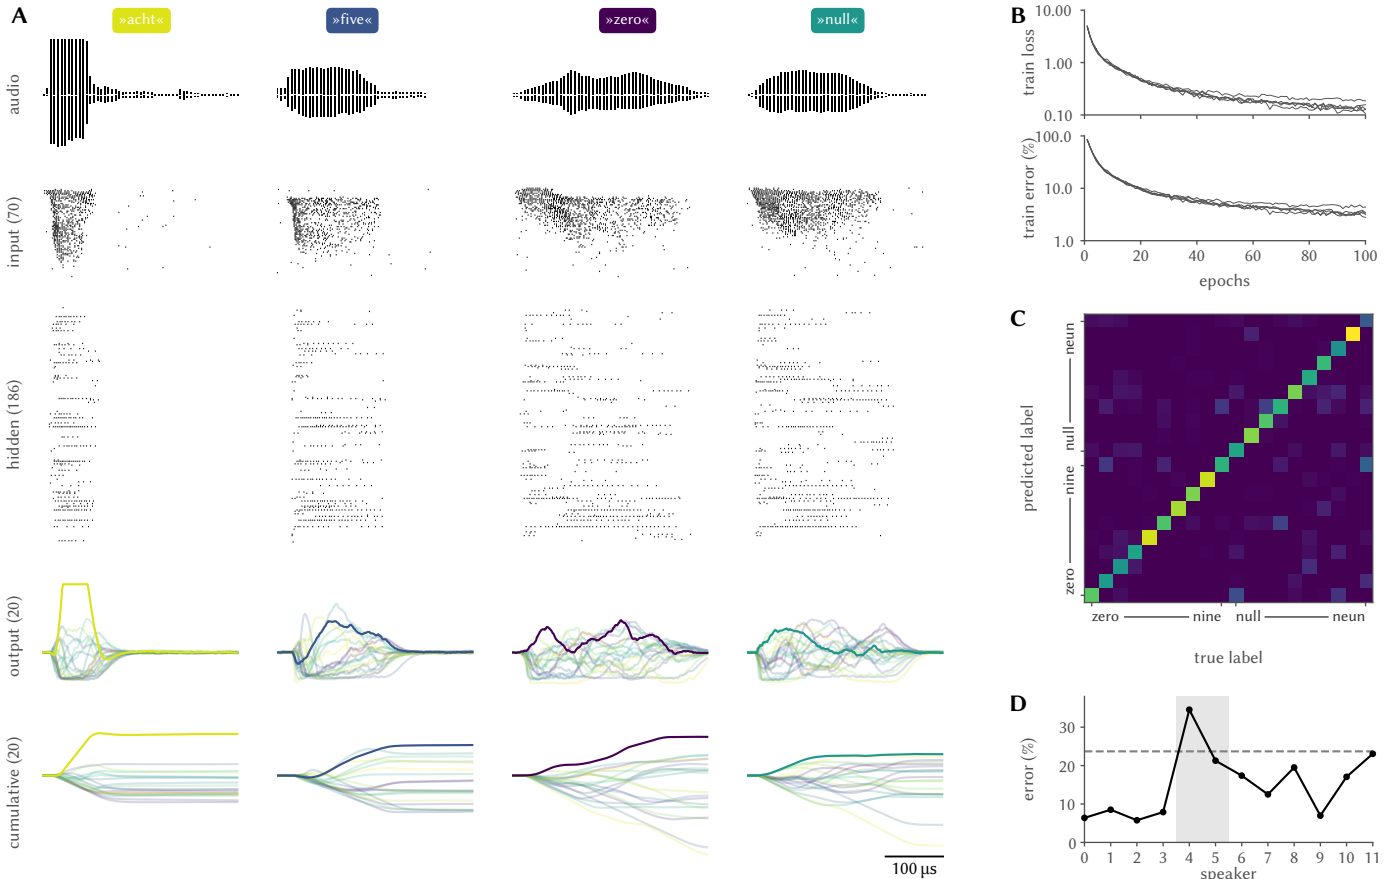 A
»acht«
»five«
»zero«
»null«
audio
input (70)
hidden (186)
output (20)
cumulative (20)
100 µs
B
train loss
10.00
1.00
0.10
train error (%)
100.0
10.0
1.0
0 20 40 60 80 100
epochs
C
predicted label
neun
null
nine
zero
zero nine null neun
true label
D
error (%)
30
20
10
0
0 1 2 3 4 5 6 7 8 9 10 11
speaker